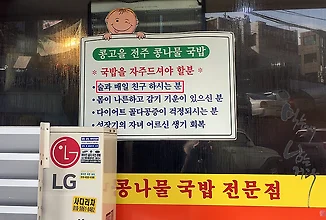 콩고을 전주 콩나물 국밥
* 국밥을 자주드셔야 할분 *
• 술과 매일 친구 하시는 분
• 몸이 나른하고 감기 기운이 있으신 분
• 다이어트 골다공증이 걱정되시는 분
• 성장기의 자녀 어르신 생기 회복
LG
사다리차
콩나물 국밥 전문점